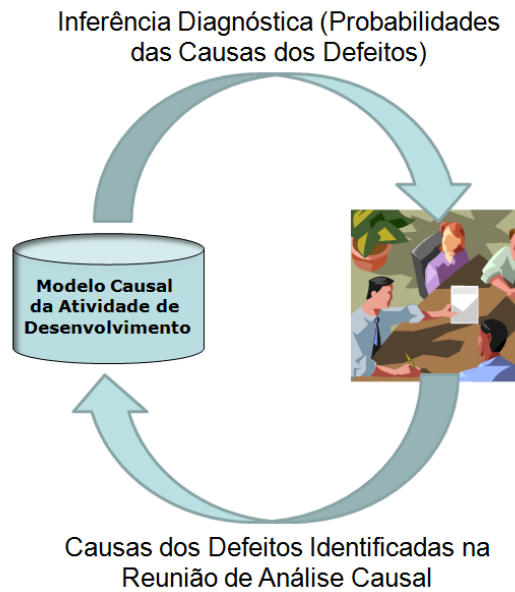 Inferência Diagnóstica (Probabilidades
das Causas dos Defeitos)
Modelo Causal
da Atividade de
Desenvolvimento
Causas dos Defeitos Identificadas na
Reunião de Análise Causal